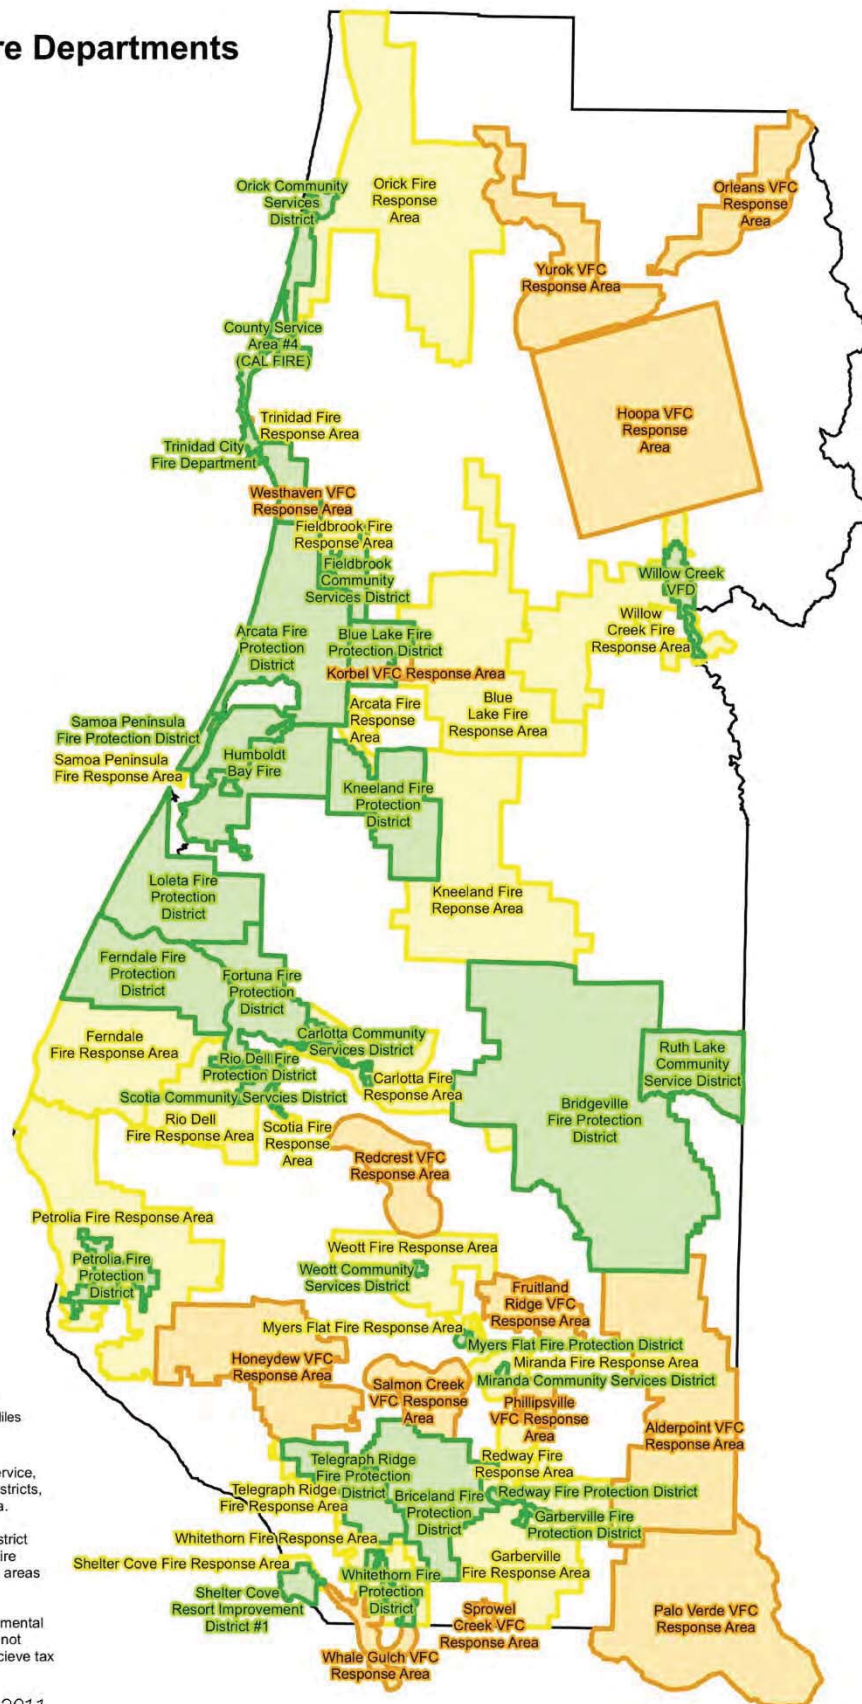 re Departments
Orick Community
Services
District
Orick Fire
Response
Area
Orleans VFC
Response
Area
Yurok VFC
Response Area
County Service
Area #4
(CAL FIRE)
Hoopa VFC
Response
Area
Trinidad Fire
Response Area
Trinidad City
Fire Department
Westhaven VFC
Response Area
Fieldbrook Fire
Response Area
Fieldbrook
Community
Services District
Willow Creek
VFD
Willow
Creek Fire
Response Area
Arcata Fire
Protection
District
Blue Lake Fire
Protection District
Korbel VFC Response Area
Arcata Fire
Response
Area
Blue
Lake Fire
Response Area
Samoa Peninsula
Fire Protection District
Samoa Peninsula
Fire Response Area
Humboldt
Bay Fire
Kneeland Fire
Protection
District
Loleta Fire
Protection
District
Kneeland Fire
Reponse Area
Ferndale Fire
Protection
District
Fortuna Fire
Protection
District
Ferndale
Fire Response Area
Carlotta Community
Services District
Rio Dell Fire
Protection District
Ruth Lake
Community
Service District
Carlotta Fire
Response Area
Scotia Community Servcies District
Bridgeville
Fire Protection
District
Rio Dell
Fire Response Area
Scotia Fire
Response
Area
Redcrest VFC
Response Area
Petrolia Fire Response Area
Petrolia Fire
Protection
District
Weott Fire Response Area
Weott Community
Services District
Fruitland
Ridge VFC
Response Area
Myers Flat Fire Response Area
Myers Flat Fire Protection District
Miranda Fire Response Area
Miranda Community Services District
Honeydew VFC
Response Area
Salmon Creek
VFC Response
Area
Phillipsville
VFC Response
Area
Alderpoint VFC
Response Area
iles
Telegraph Ridge
Fire Protection
District
Redway Fire
Response Area
ervice,
stricts,
a.
Telegraph Ridge
Fire Response Area
Briceland Fire
Protection
District
Redway Fire Protection District
Garberville Fire
Protection District
strict
ire
areas
Whitethorn Fire Response Area
Shelter Cove Fire Response Area
Whitethorn Fire
Protection
District
Garberville
Fire Response Area
Shelter Cove
Resort Improvement
District #1
Sprowel
Creek VFC
Response Area
Palo Verde VFC
Response Area
mental
not
cieve tax
Whale Gulch VFC
Response Area
2011